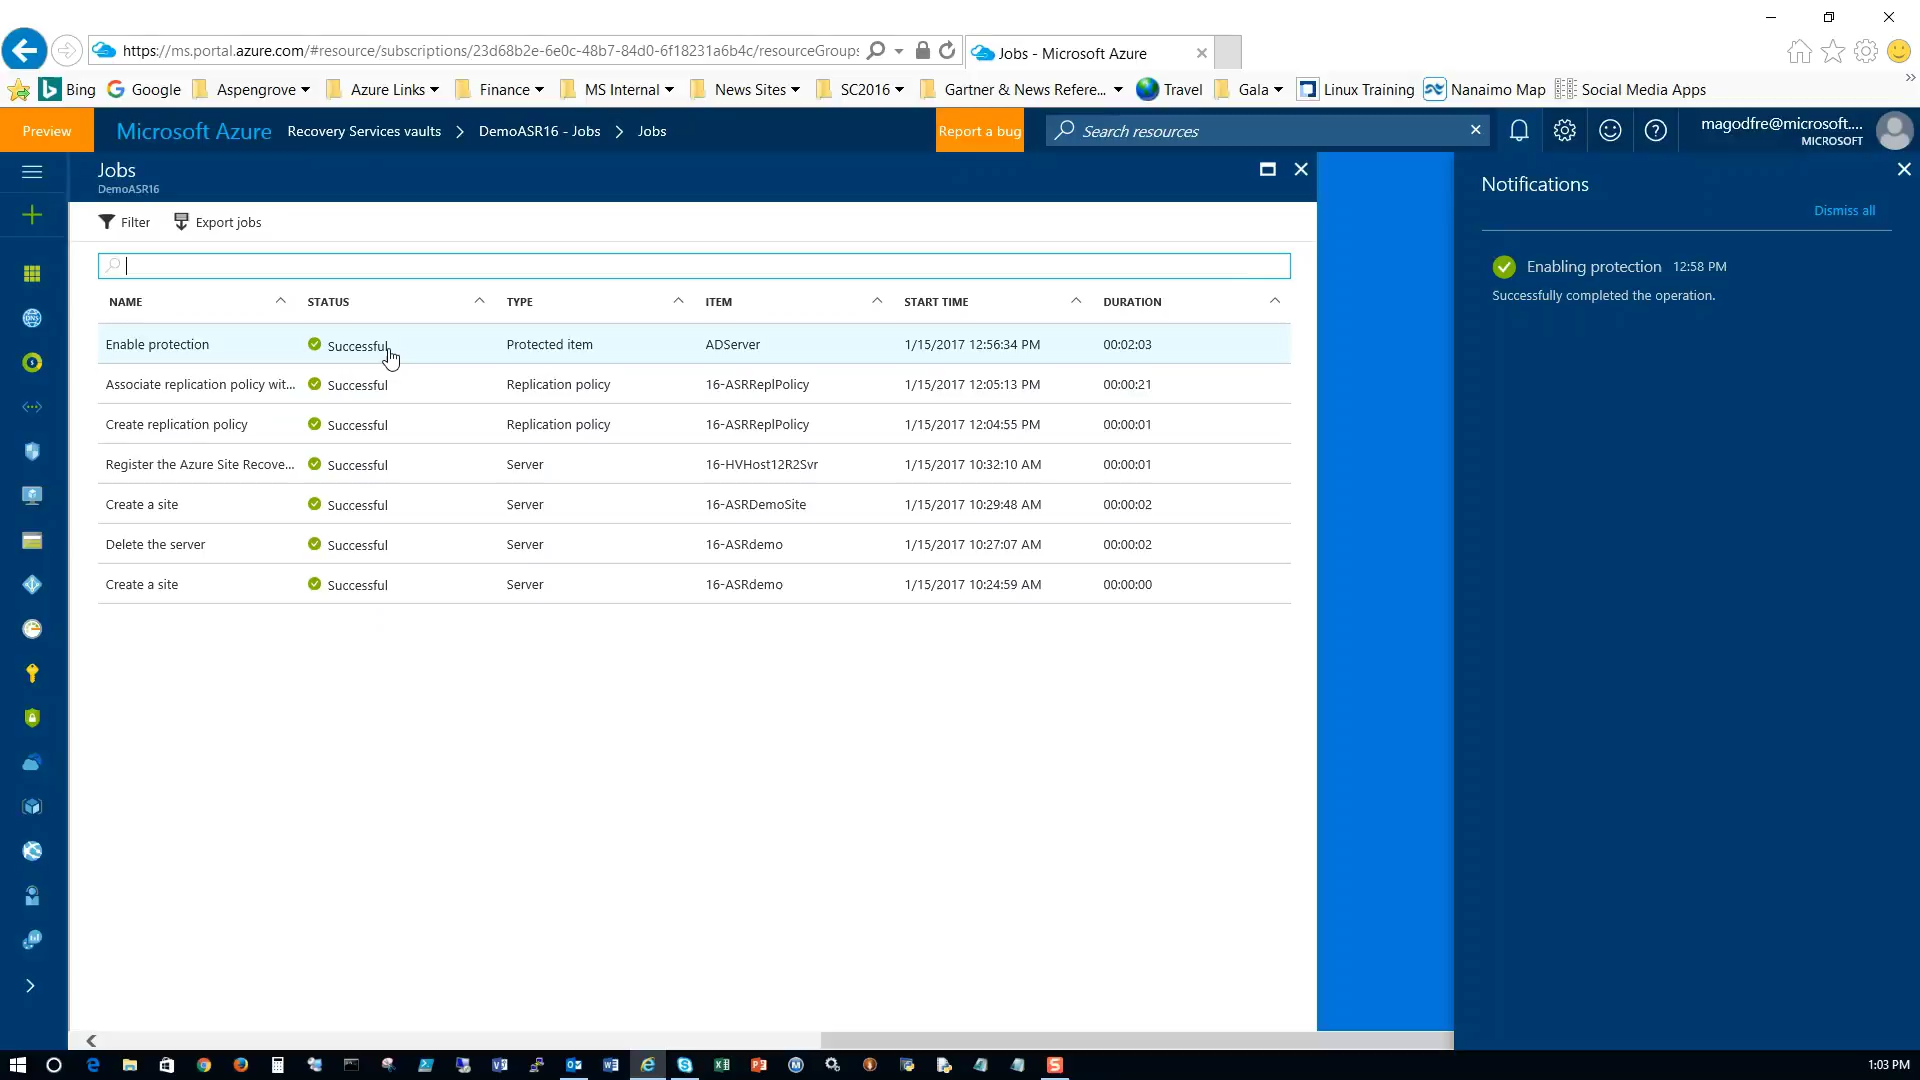 https://ms.portal.azure.com/#resource/subscriptions/23d68b2e-6e0c-48b7-84d0-6f18231a6b4c/resourceGroups
Jobs - Microsoft Azure
Bing
Google
Aspengrove
Azure Links
Finance
MS Internal
News Sites
SC2016
Gartner & News Refere...
Travel
Gala
Linux Training
Nanaimo Map
Social Media Apps
Preview
Microsoft Azure
Recovery Services vaults > DemoASR16 - Jobs > Jobs
Report a bug
Search resources
magodfre@microsoft....
MICROSOFT
Jobs
DemoASR16
Filter
Export jobs
NAME STATUS TYPE ITEM START TIME DURATION
Enable protection Successful Protected item ADServer 1/15/2017 12:56:34 PM 00:02:03
Associate replication policy wit... Successful Replication policy 16-ASRReplPolicy 1/15/2017 12:05:13 PM 00:00:21
Create replication policy Successful Replication policy 16-ASRReplPolicy 1/15/2017 12:04:55 PM 00:00:01
Register the Azure Site Recove... Successful Server 16-HVHost12R2Svr 1/15/2017 10:32:10 AM 00:00:01
Create a site Successful Server 16-ASRDemoSite 1/15/2017 10:29:48 AM 00:00:02
Delete the server Successful Server 16-ASRdemo 1/15/2017 10:27:07 AM 00:00:02
Create a site Successful Server 16-ASRdemo 1/15/2017 10:24:59 AM 00:00:00
Notifications
Dismiss all
Enabling protection 12:58 PM
Successfully completed the operation.
1:03 PM